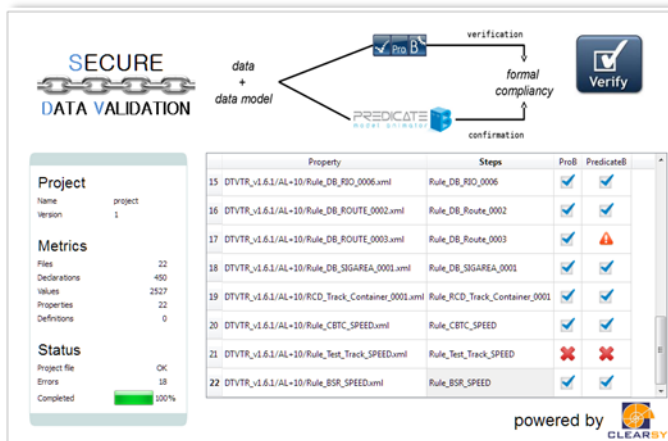 SECURE
DATA VALIDATION
data
+
data model
Pro B
verification
formal
compliancy
PREDICATE B
model animator
confirmation
Verify
Project
Name project
Version 1
Metrics
Files 22
Declarations 450
Values 2527
Properties 22
Definitions 0
Status
Project file OK
Errors 18
Completed 100%
Property Steps ProB PredicateB
15 DTVTR_v1.6.1/AL+10/Rule_DB_RIO_0006.xml Rule_DB_RIO_0006
16 DTVTR_v1.6.1/AL+10/Rule_DB_ROUTE_0002.xml Rule_DB_Route_0002
17 DTVTR_v1.6.1/AL+10/Rule_DB_ROUTE_0003.xml Rule_DB_Route_0003
18 DTVTR_v1.6.1/AL+10/Rule_DB_SIGAREA_0001.xml Rule_DB_SIGAREA_0001
19 DTVTR_v1.6.1/AL+10/RCD_Track_Container_0001.xml Rule_RCD_Track_Container_0001
20 DTVTR_v1.6.1/AL+10/Rule_CBTC_SPEED.xml Rule_CBTC_SPEED
21 DTVTR_v1.6.1/AL+10/Rule_Test_Track_SPEED.xml Rule_Test_Track_SPEED
22 DTVTR_v1.6.1/AL+10/Rule_BSR_SPEED.xml Rule_BSR_SPEED
powered by
CLEARSY